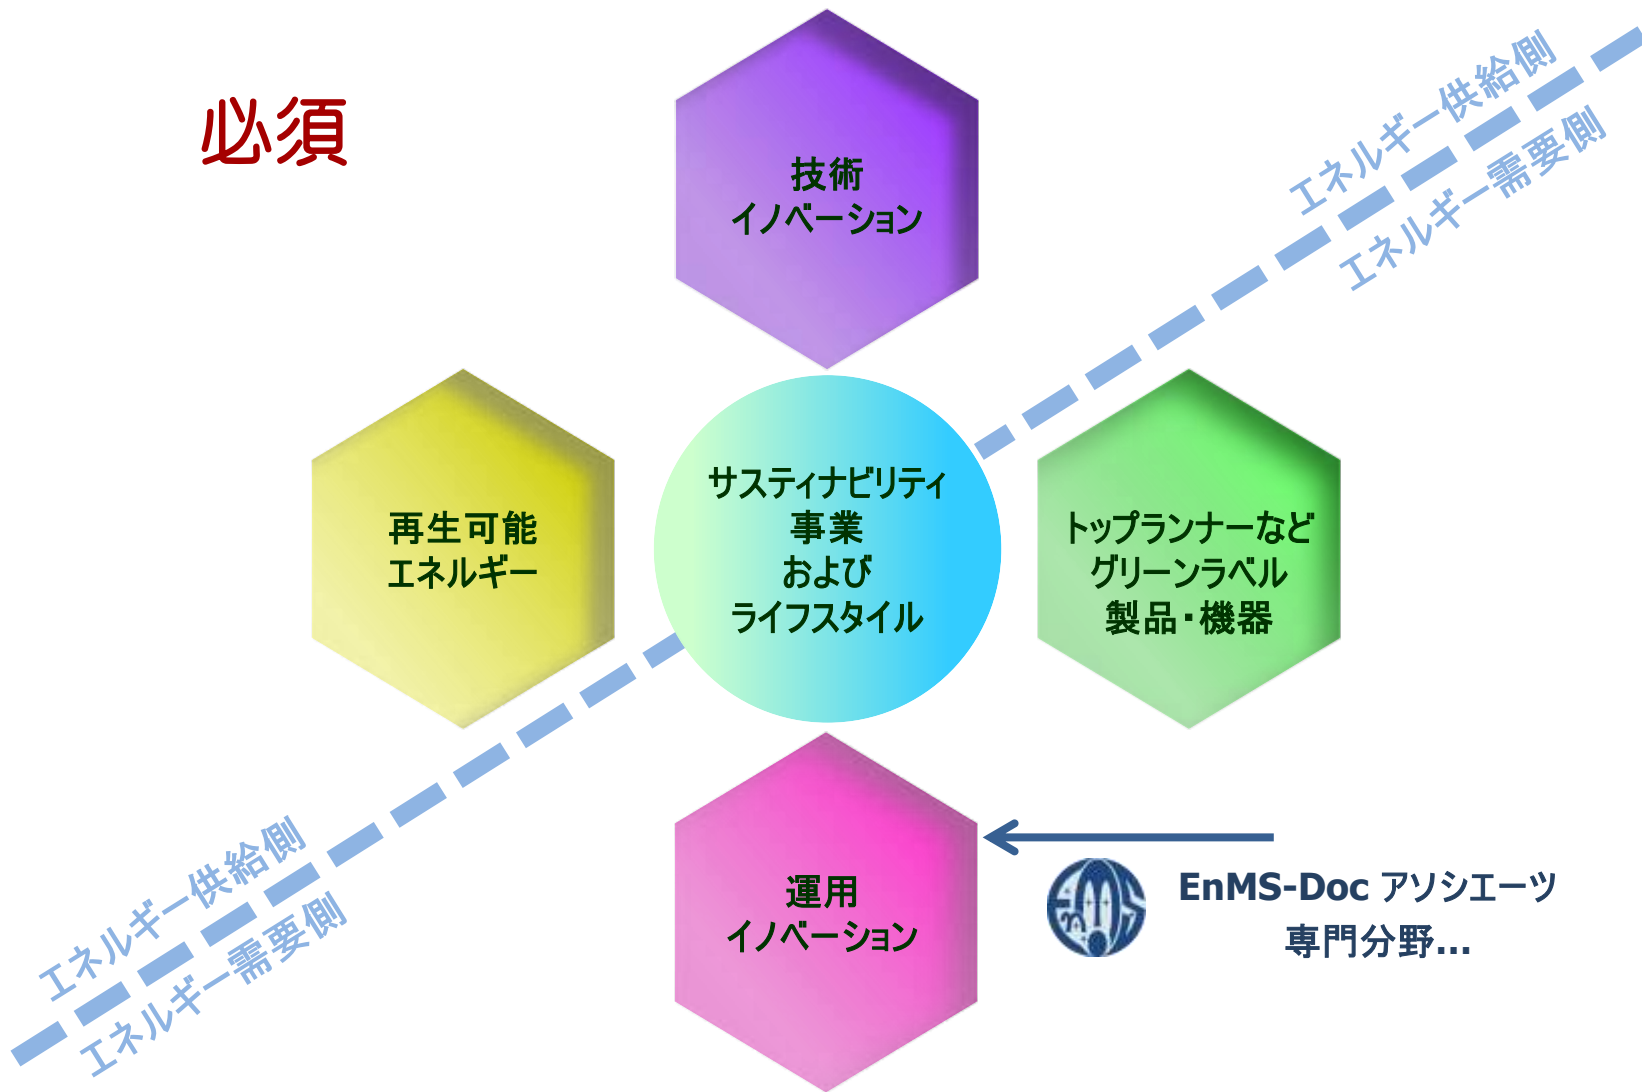 必須
技術
イノベーション
エネルギー供給側
エネルギー需要側
再生可能
エネルギー
サスティナビリティ
事業
および
ライフスタイル
トップランナーなど
グリーンラベル
製品・機器
運用
イノベーション
EnMS-Doc アソシエーツ
専門分野...
エネルギー供給側
エネルギー需要側